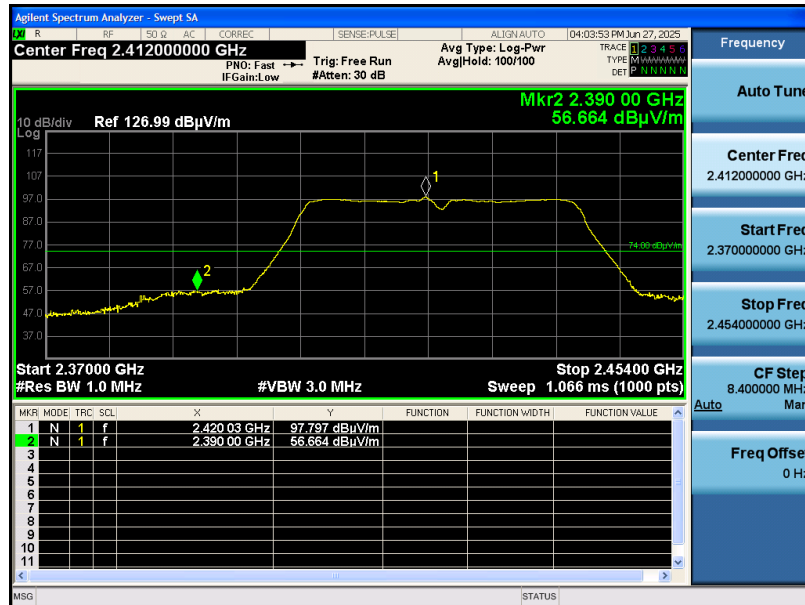 Agilent Spectrum Analyzer - Swept SA
LXI R RF 50 Ω AC CORREC SENSE:PULSE ALIGN AUTO 04:03:53 PM Jun 27, 2025
Center Freq 2.412000000 GHz
PNO: Fast
IFGain:Low
Trig: Free Run
#Atten: 30 dB
Avg Type: Log-Pwr
Avg|Hold: 100/100
TRACE 1 2 3 4 5 6
TYPE M W W W W W
DET P N N N N N
Mkr2 2.390 00 GHz
56.664 dBµV/m
10 dB/div Ref 126.99 dBµV/m
Log
117
107
97.0
87.0
77.0
67.0
57.0
47.0
37.0
1
2
74.00 dBµV/m
Start 2.37000 GHz Stop 2.45400 GHz
#Res BW 1.0 MHz #VBW 3.0 MHz Sweep 1.066 ms (1000 pts)
MKR MODE TRC SCL X Y FUNCTION FUNCTION WIDTH FUNCTION VALUE
1 N 1 f 2.420 03 GHz 97.797 dBµV/m
2 N 1 f 2.390 00 GHz 56.664 dBµV/m
3
4
5
6
7
8
9
10
11
MSG STATUS
Frequency
Auto Tune
Center Freq
2.412000000 GHz
Start Freq
2.370000000 GHz
Stop Freq
2.454000000 GHz
CF Step
8.400000 MHz
Auto Man
Freq Offset
0 Hz